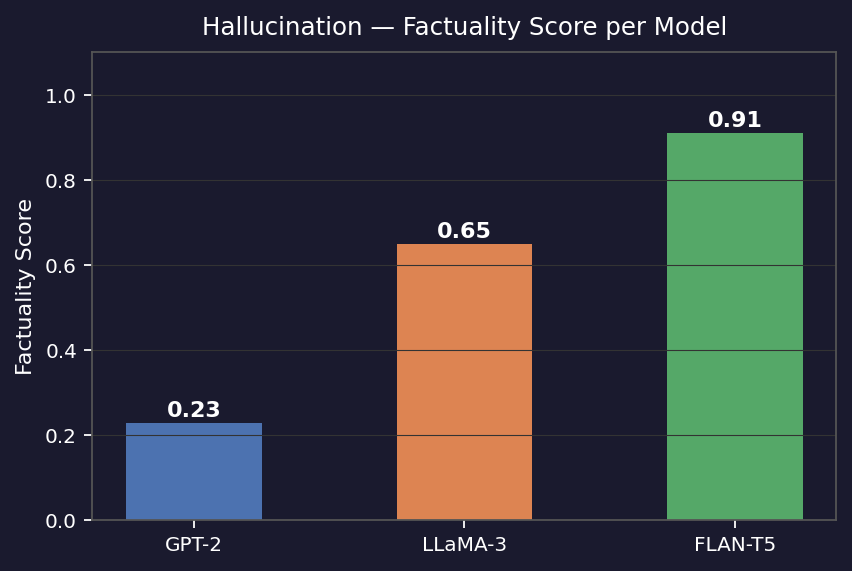 Hallucination — Factuality Score per Model
Factuality Score
1.0
0.8
0.6
0.4
0.2
0.0
0.23
0.65
0.91
GPT-2
LLaMA-3
FLAN-T5